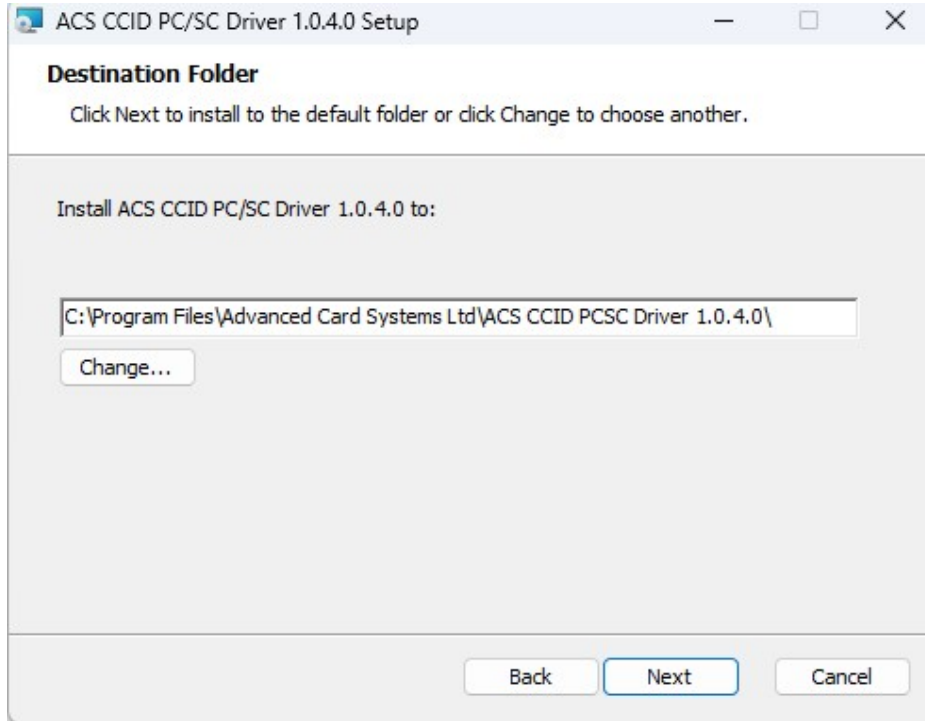 ACS CCID PC/SC Driver 1.0.4.0 Setup
Destination Folder
Click Next to install to the default folder or click Change to choose another.
Install ACS CCID PC/SC Driver 1.0.4.0 to:
C:\Program Files\Advanced Card Systems Ltd\ACS CCID PCSC Driver 1.0.4.0\
Change...
Back Next Cancel